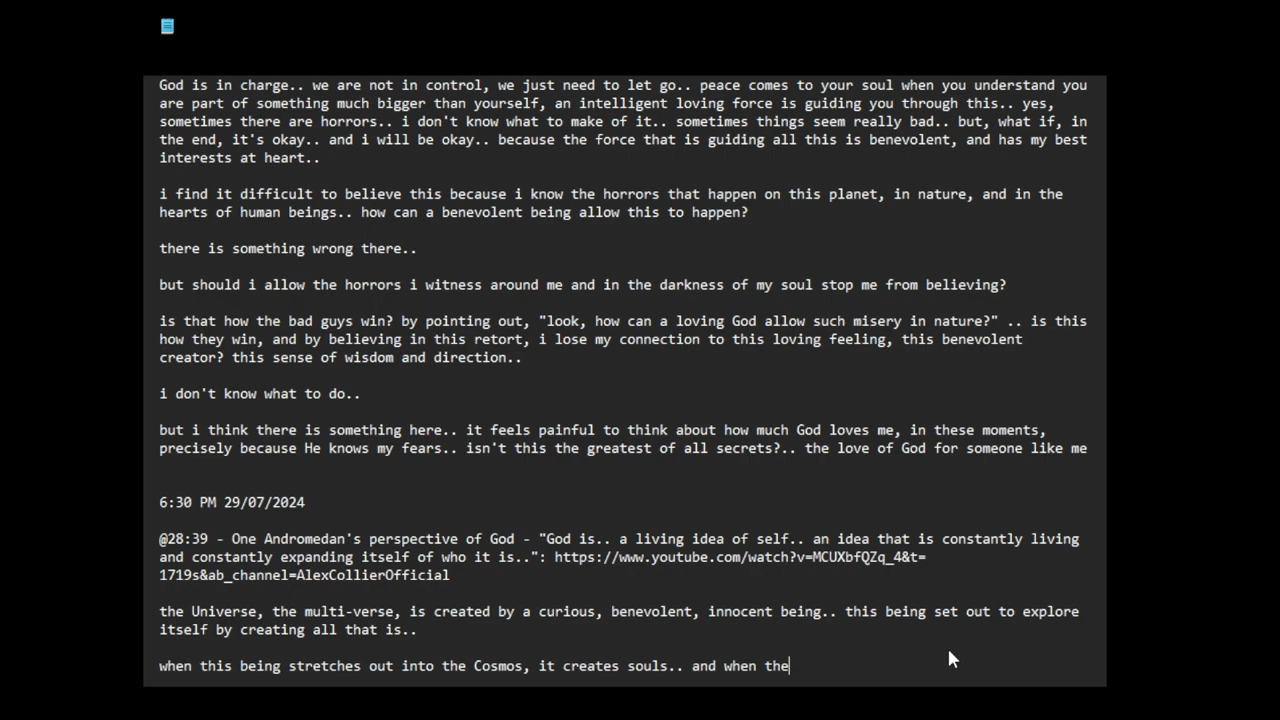 God is in charge.. we are not in control, we just need to let go.. peace comes to your soul when you understand you
are part of something much bigger than yourself, an intelligent loving force is guiding you through this.. yes,
sometimes there are horrors.. i don't know what to make of it.. sometimes things seem really bad.. but, what if, in
the end, it's okay.. and i will be okay.. because the force that is guiding all this is benevolent, and has my best
interests at heart..
i find it difficult to believe this because i know the horrors that happen on this planet, in nature, and in the
hearts of human beings.. how can a benevolent being allow this to happen?
there is something wrong there..
but should i allow the horrors i witness around me and in the darkness of my soul stop me from believing?
is that how the bad guys win? by pointing out, "look, how can a loving God allow such misery in nature?" .. is this
how they win, and by believing in this retort, i lose my connection to this loving feeling, this benevolent
creator? this sense of wisdom and direction..
i don't know what to do..
but i think there is something here.. it feels painful to think about how much God loves me, in these moments,
precisely because He knows my fears.. isn't this the greatest of all secrets?.. the love of God for someone like me
6:30 PM 29/07/2024
@28:39 - One Andromedan's perspective of God - "God is.. a living idea of self.. an idea that is constantly living
and constantly expanding itself of who it is..": https://www.youtube.com/watch?v=MCUXbfQZq_4&t=
1719s&ab_channel=AlexCollierOfficial
the Universe, the multi-verse, is created by a curious, benevolent, innocent being.. this being set out to explore
itself by creating all that is..
when this being stretches out into the Cosmos, it creates souls.. and when the